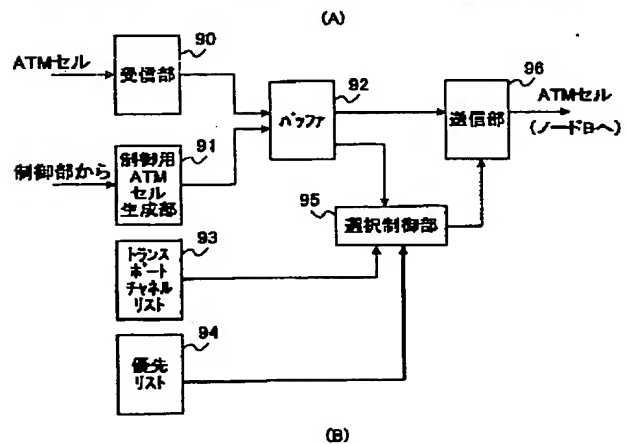 (A)
90
96
ATMセル
受信部
92
ATMセル
バッファ
送信部
(ノードBへ)
91
制御部から
制御用
ATM
セル
生成部
95
選択制御部
93
トランス
ポート
チャネル
リスト
94
優先
リスト
(B)